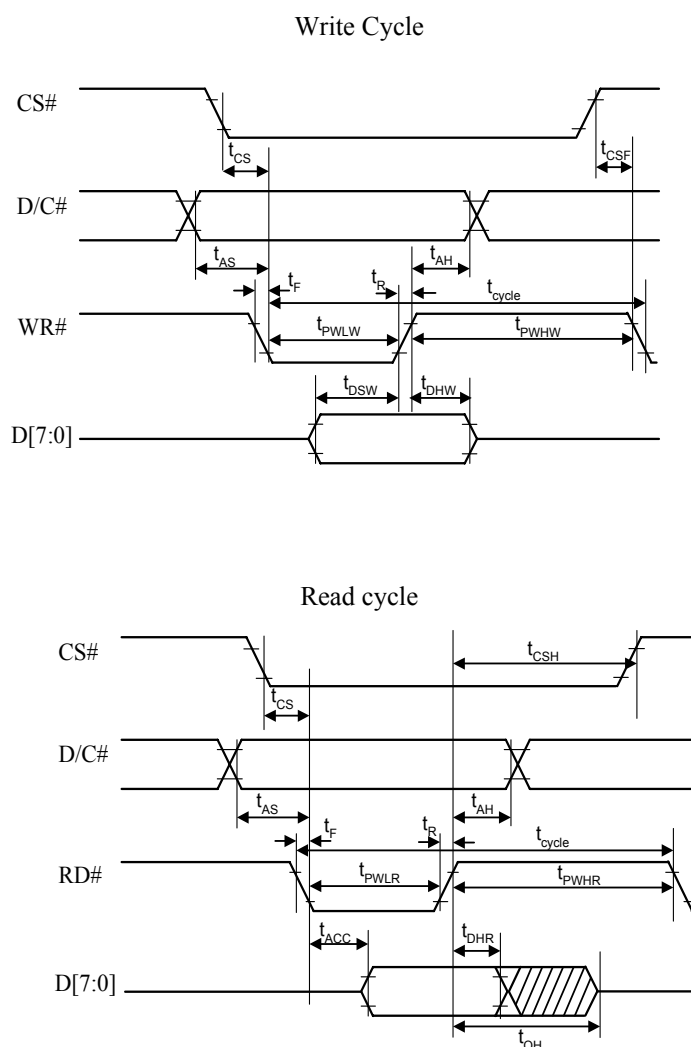 Write Cycle
CS#
tCS
tCSF
D/C#
tAS
tF
tR
tAH
tcycle
WR#
tPWLW
tPWHW
tDSW
tDHW
D[7:0]
Read cycle
CS#
tCSH
tCS
D/C#
tAS
tF
tR
tAH
tcycle
RD#
tPWLR
tPWHR
tACC
tDHR
D[7:0]
tOH